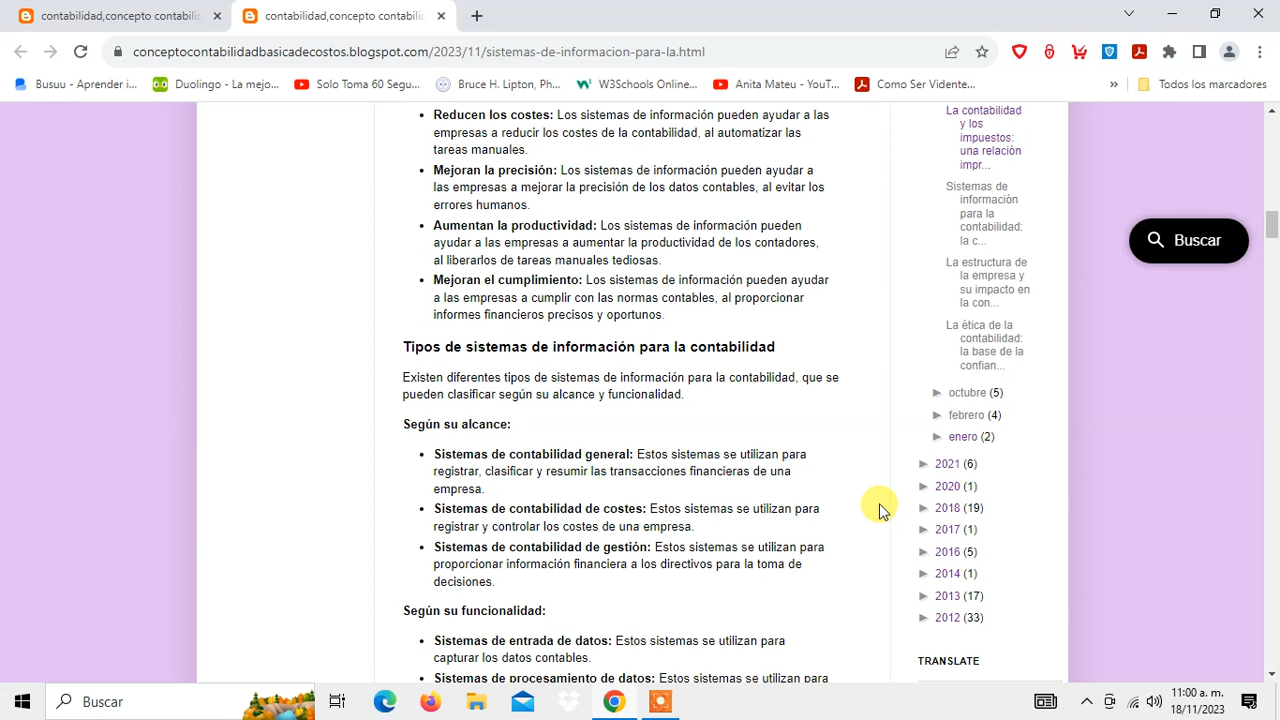 contabilidad,concepto contabilid
contabilidad,concepto contabilid
conceptocontabilidadbasicadecostos.blogspot.com/2023/11/sistemas-de-informacion-para-la.html
Busuu - Aprender i...
Duolingo - La mejo...
Solo Toma 60 Segu...
Bruce H. Lipton, Ph...
W3Schools Online...
Anita Mateu - YouT...
Como Ser Vidente...
»
Todos los marcadores
• Reducen los costes: Los sistemas de información pueden ayudar a las
empresas a reducir los costes de la contabilidad, al automatizar las
tareas manuales.
• Mejoran la precisión: Los sistemas de información pueden ayudar a
las empresas a mejorar la precisión de los datos contables, al evitar los
errores humanos.
• Aumentan la productividad: Los sistemas de información pueden
ayudar a las empresas a aumentar la productividad de los contadores,
al liberarlos de tareas manuales tediosas.
• Mejoran el cumplimiento: Los sistemas de información pueden ayudar
a las empresas a cumplir con las normas contables, al proporcionar
informes financieros precisos y oportunos.
Tipos de sistemas de información para la contabilidad
Existen diferentes tipos de sistemas de información para la contabilidad, que se
pueden clasificar según su alcance y funcionalidad.
Según su alcance:
• Sistemas de contabilidad general: Estos sistemas se utilizan para
registrar, clasificar y resumir las transacciones financieras de una
empresa.
• Sistemas de contabilidad de costes: Estos sistemas se utilizan para
registrar y controlar los costes de una empresa.
• Sistemas de contabilidad de gestión: Estos sistemas se utilizan para
proporcionar información financiera a los directivos para la toma de
decisiones.
Según su funcionalidad:
• Sistemas de entrada de datos: Estos sistemas se utilizan para
capturar los datos contables.
• Sistemas de procesamiento de datos: Estos sistemas se utilizan para
La contabilidad
y los
impuestos:
una relación
impr...
Sistemas de
información
para la
contabilidad:
la c...
La estructura de
la empresa y
su impacto en
la con...
La ética de la
contabilidad:
la base de la
confian...
► octubre (5)
► febrero (4)
► enero (2)
► 2021 (6)
► 2020 (1)
► 2018 (19)
► 2017 (1)
► 2016 (5)
► 2014 (1)
► 2013 (17)
► 2012 (33)
TRANSLATE
Buscar
Buscar
11:00 a. m.
18/11/2023